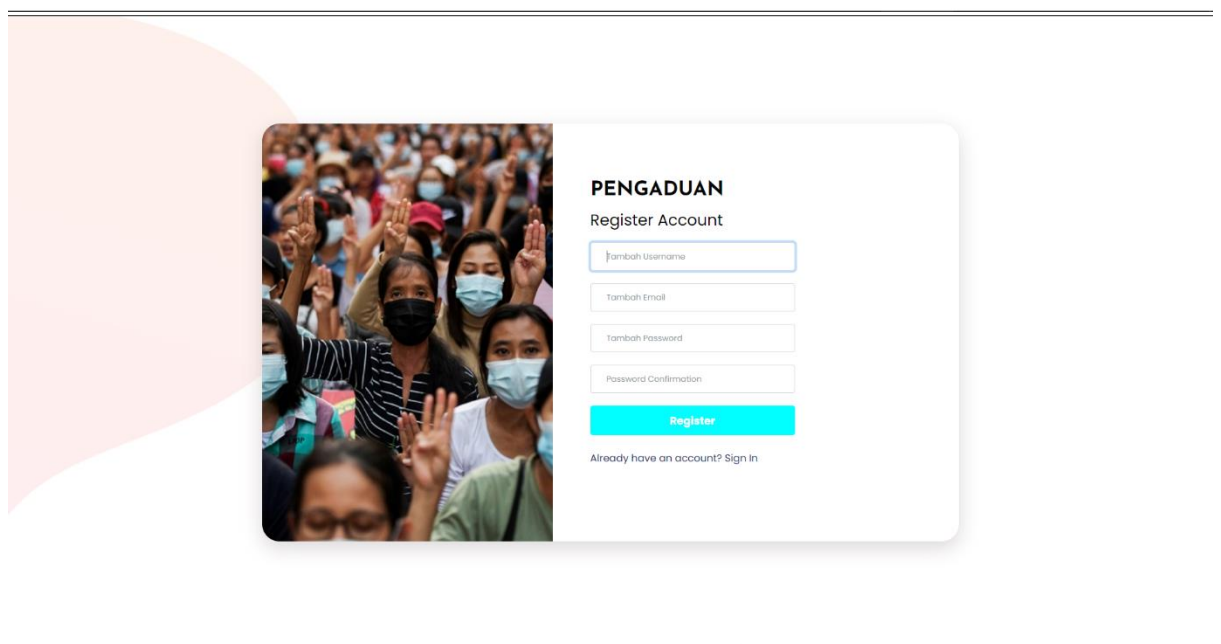 PENGADUAN
Register Account
Tambah Username
Tambah Email
Tambah Password
Password Confirmation
Register
Already have an account? Sign In